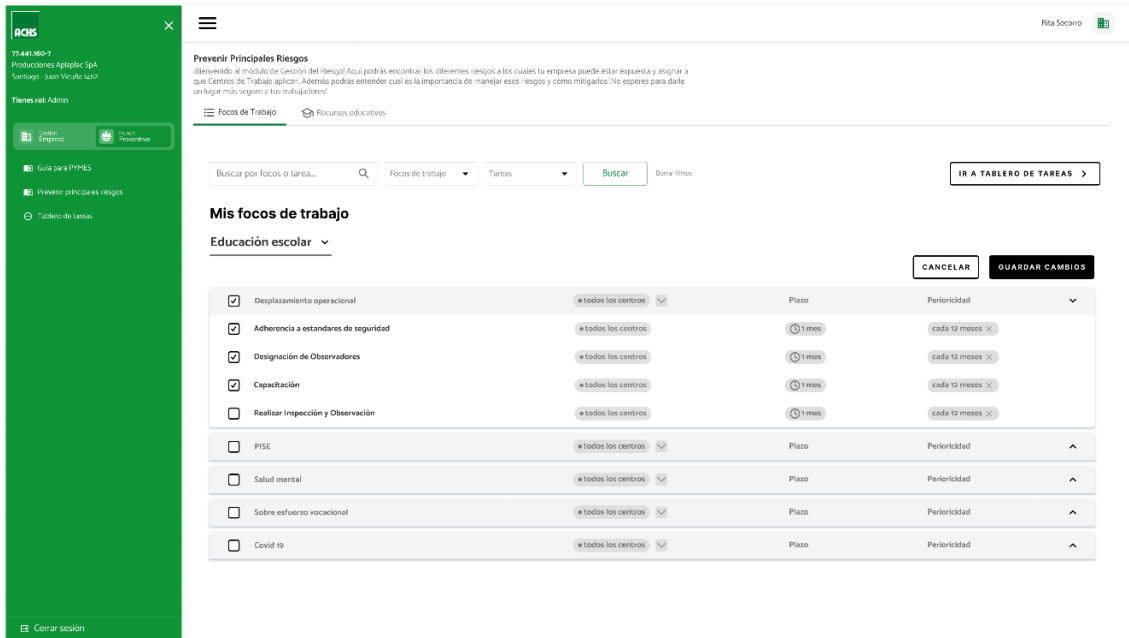 ACHS
77.441.160-7
Producciones Aplaplac SpA
Santiago - Juan Vicuña 1462
Tienes rol: Admin
Gestión Empresa
Mundo Preventivo
Guía para PYMES
Prevenir principales riesgos
Tablero de tareas
Cerrar sesión
Rita Socorro
Prevenir Principales Riesgos
¡Bienvenido al módulo de Gestión del Riesgo! Aquí podrás encontrar los diferentes riesgos a los cuales tu empresa puede estar expuesta y asignar a
que Centros de Trabajo aplican. Además podrás entender cual es la importancia de manejar esos riesgos y como mitigarlos ¡No esperes para darle
un lugar más seguro a tus trabajadores!
Focos de Trabajo
Recursos educativos
Buscar por focos o tarea...
Focos de trabajo
Tareas
Buscar
Borrar filtros
IR A TABLERO DE TAREAS
Mis focos de trabajo
Educación escolar
CANCELAR
GUARDAR CAMBIOS
Desplazamiento operacional todos los centros Plazo Perioricidad
Adherencia a estandares de seguridad todos los centros 1 mes cada 12 meses
Designación de Observadores todos los centros 1 mes cada 12 meses
Capacitación todos los centros 1 mes cada 12 meses
Realizar Inspección y Observación todos los centros 1 mes cada 12 meses
PISE todos los centros Plazo Perioricidad
Salud mental todos los centros Plazo Perioricidad
Sobre esfuerzo vocacional todos los centros Plazo Perioricidad
Covid 19 todos los centros Plazo Perioricidad